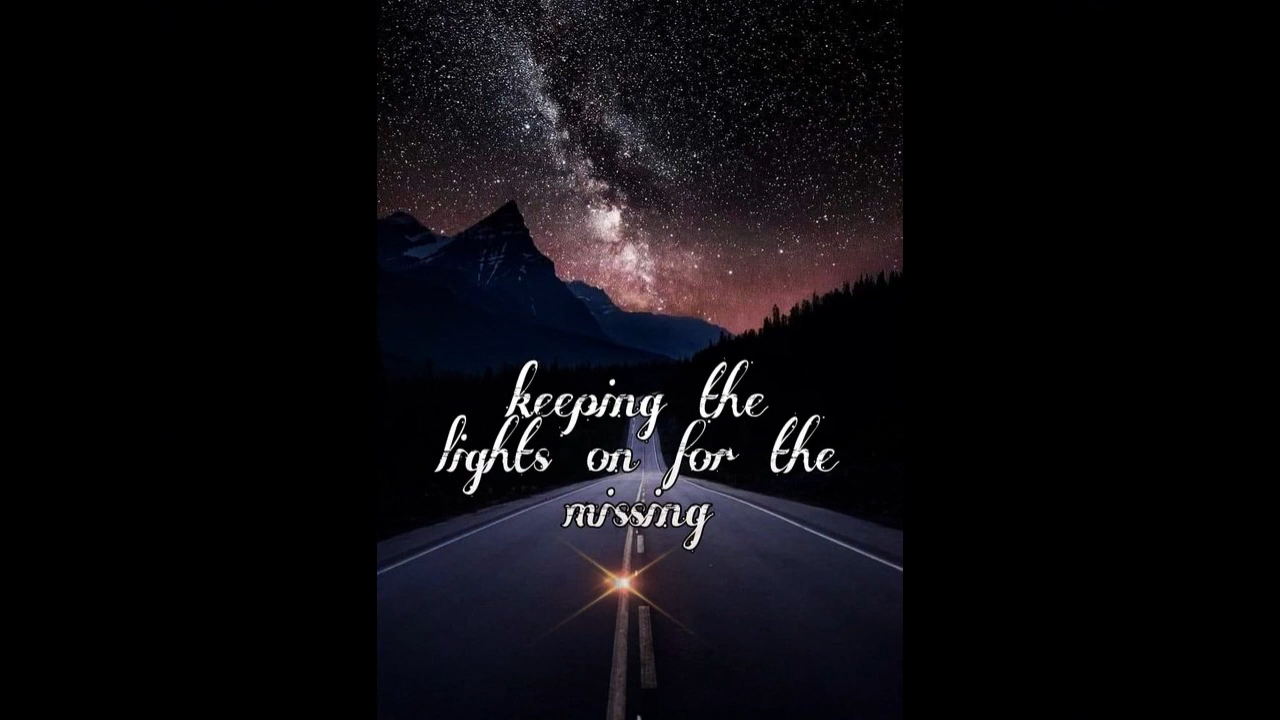 keeping the
lights on for the
missing